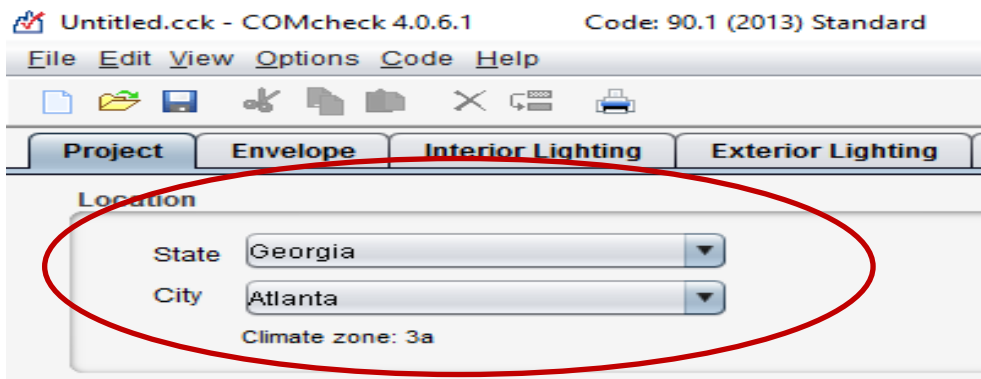 Untitled.cck - COMcheck 4.0.6.1 Code: 90.1 (2013) Standard
File Edit View Options Code Help
Project Envelope Interior Lighting Exterior Lighting
Location
State Georgia
City Atlanta
Climate zone: 3a